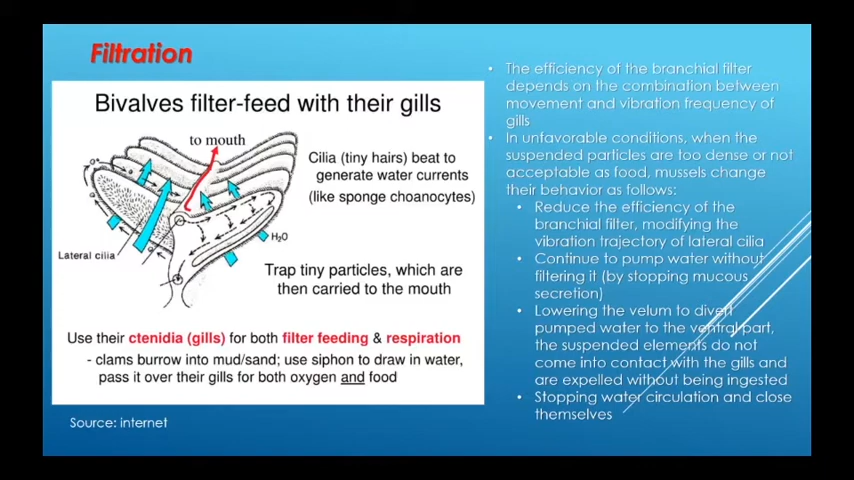 Filtration
Bivalves filter-feed with their gills
to mouth
Cilia (tiny hairs) beat to
generate water currents
(like sponge choanocytes)
Lateral cilia
H₂O
Trap tiny particles, which are
then carried to the mouth
Use their ctenidia (gills) for both filter feeding & respiration
- clams burrow into mud/sand; use siphon to draw in water,
pass it over their gills for both oxygen and food
Source: internet
• The efficiency of the branchial filter
depends on the combination between
movement and vibration frequency of
gills
• In unfavorable conditions, when the
suspended particles are too dense or not
acceptable as food, mussels change
their behavior as follows:
• Reduce the efficiency of the
branchial filter, modifying the
vibration trajectory of lateral cilia
• Continue to pump water without
filtering it (by stopping mucous
secretion)
• Lowering the velum to divert
pumped water to the ventral part,
the suspended elements do not
come into contact with the gills and
are expelled without being ingested
• Stopping water circulation and close
themselves